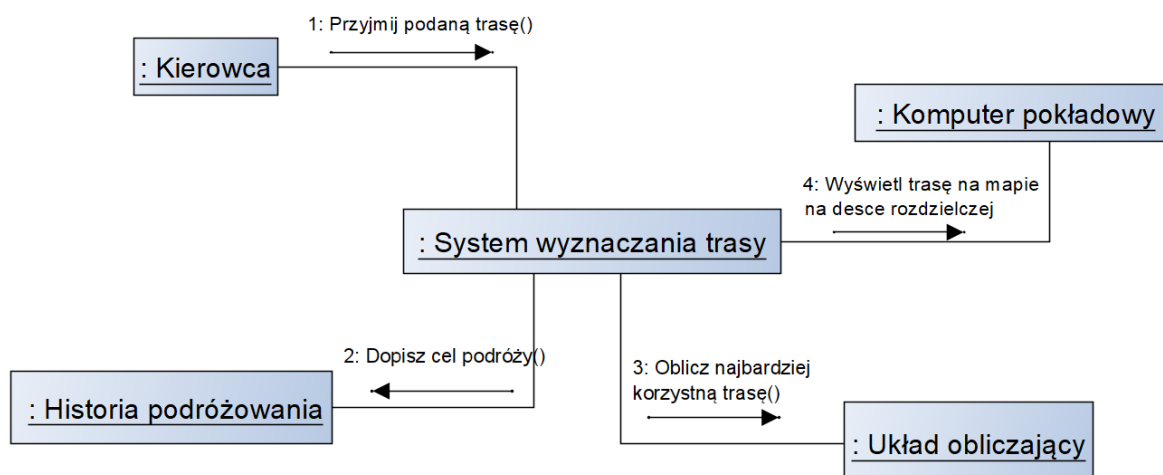 1: Przyjmij podaną trasę()
: Kierowca
: Komputer pokładowy
4: Wyświetl trasę na mapie
na desce rozdzielczej
: System wyznaczania trasy
2: Dopisz cel podróży()
3: Oblicz najbardziej
korzystną trasę()
: Historia podróżowania
: Układ obliczający